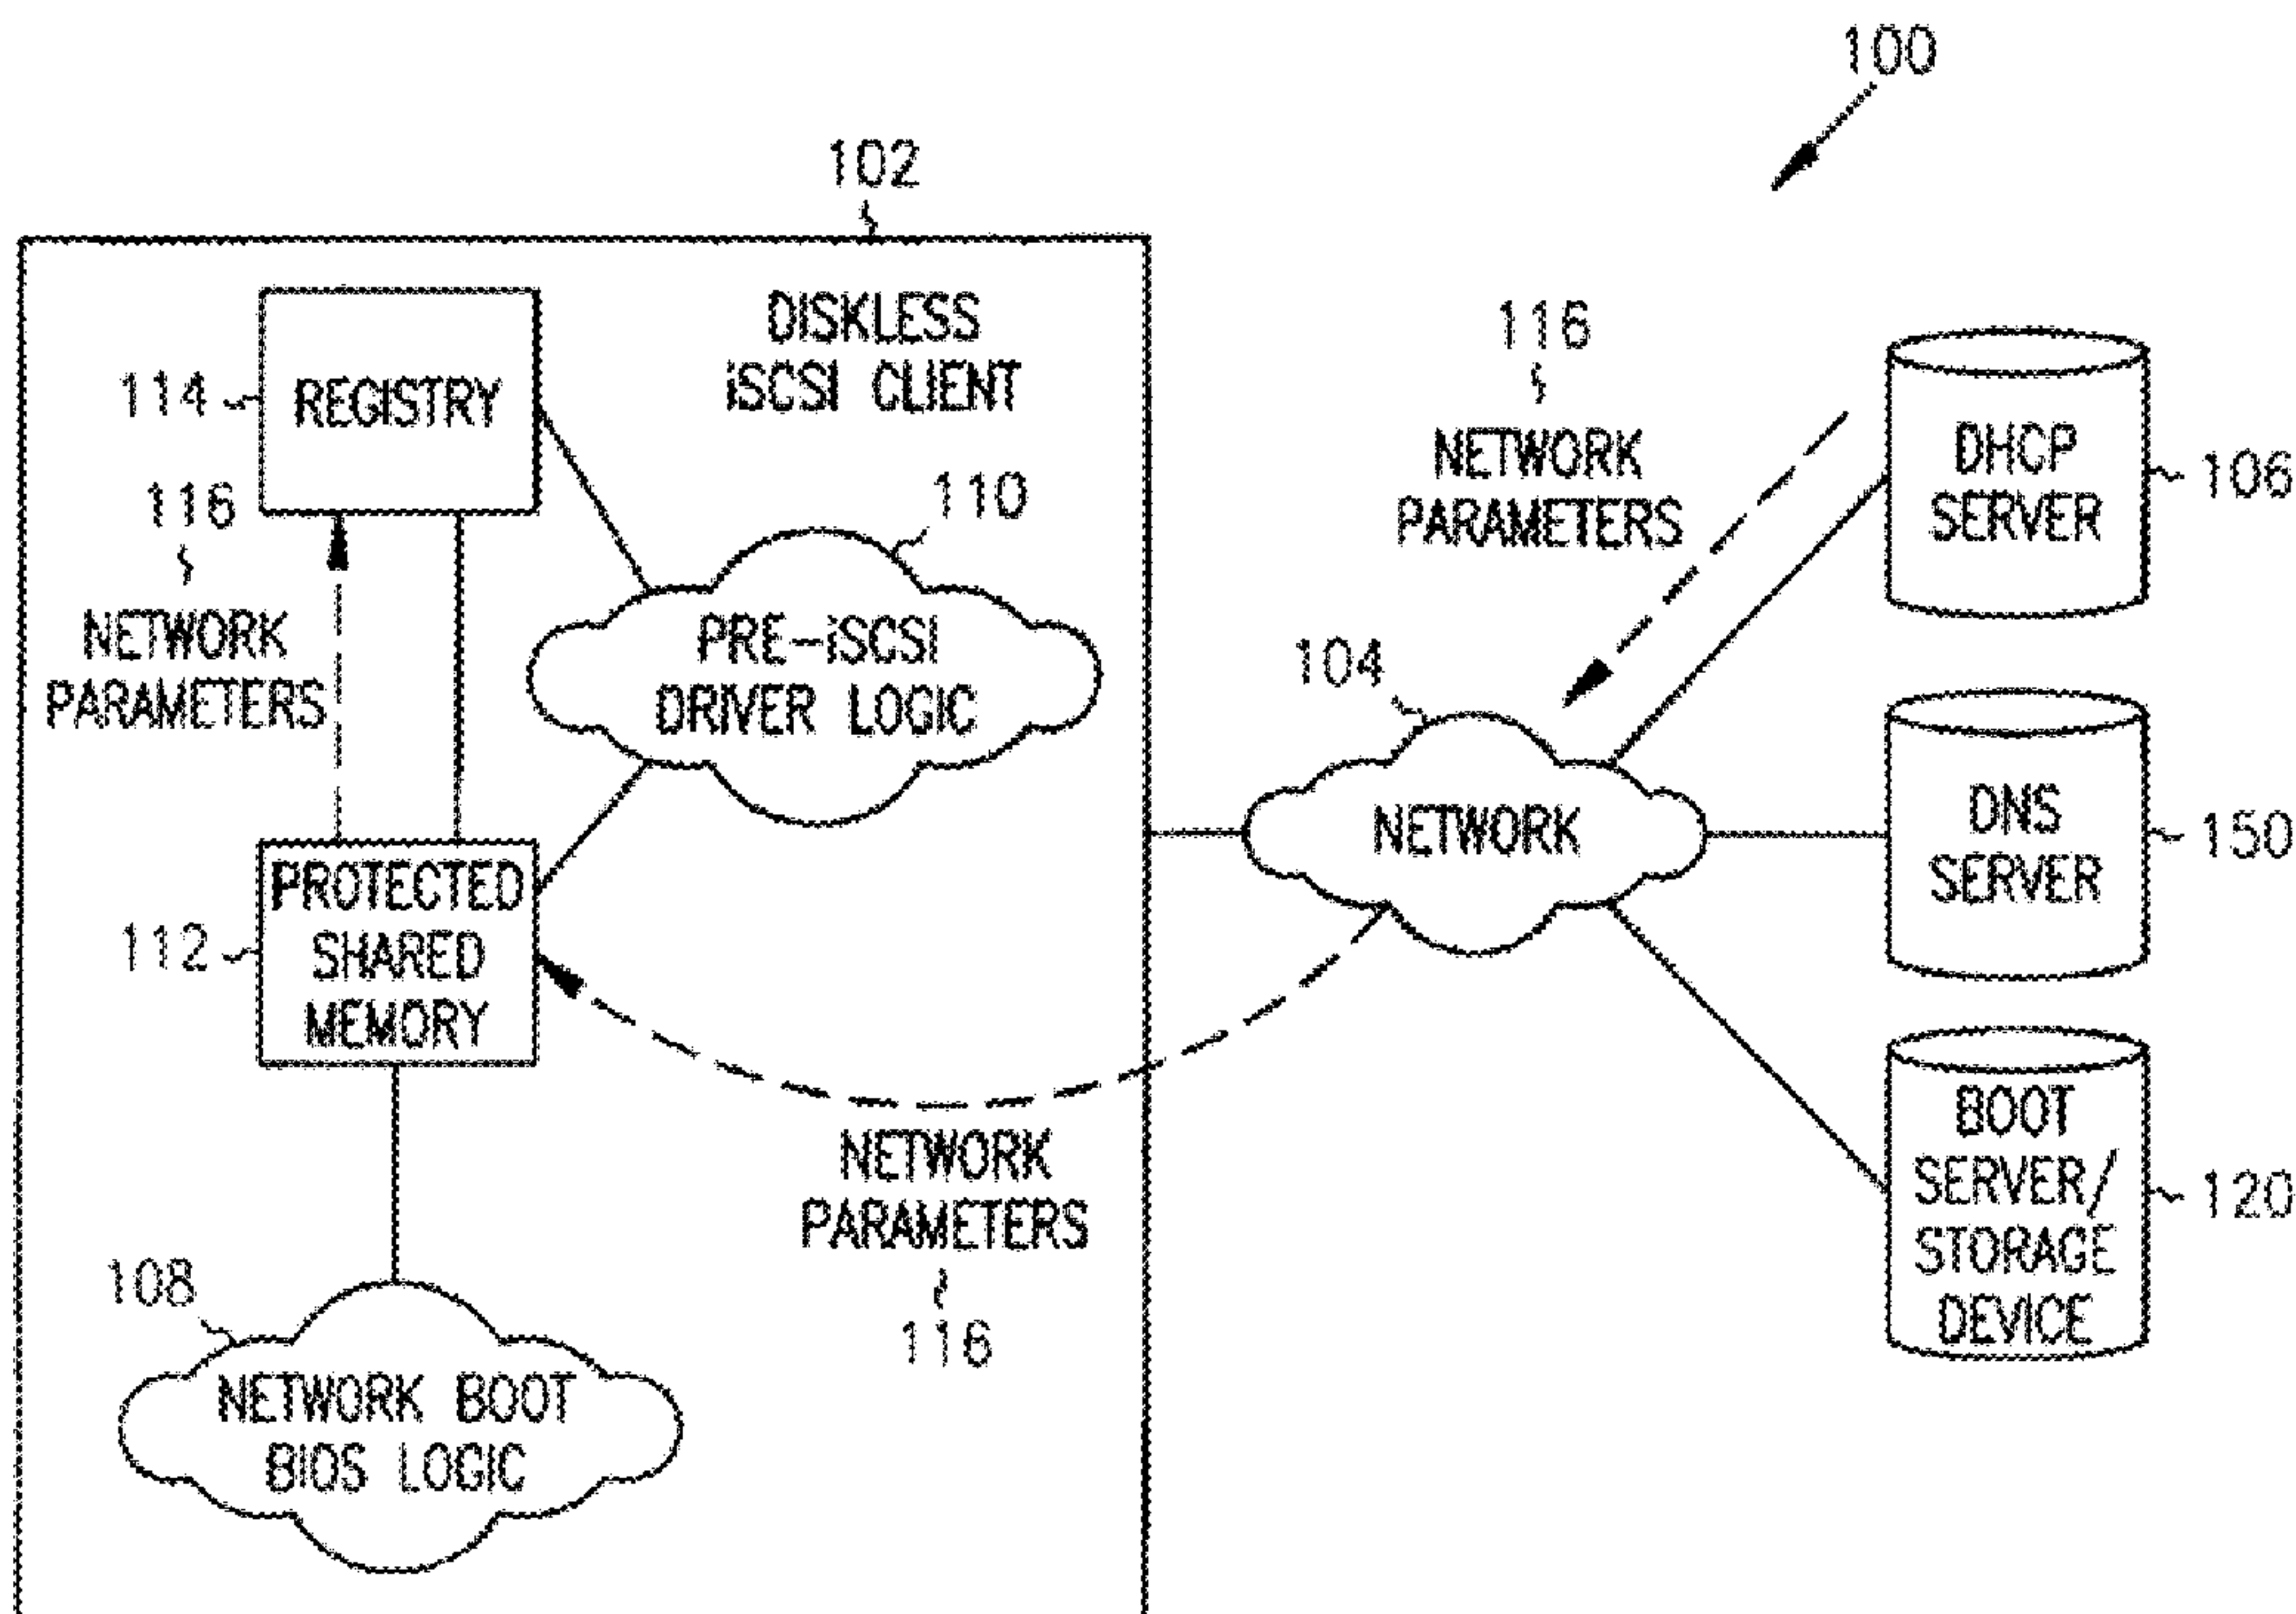 100
102
DISKLESS
iSCSI CLIENT
114
REGISTRY
116
NETWORK
PARAMETERS
110
PRE-iSCSI
DRIVER LOGIC
112
PROTECTED
SHARED
MEMORY
NETWORK
PARAMETERS
116
108
NETWORK BOOT
BIOS LOGIC
116
NETWORK
PARAMETERS
104
NETWORK
DHCP
SERVER
106
DNS
SERVER
150
BOOT
SERVER/
STORAGE
DEVICE
120